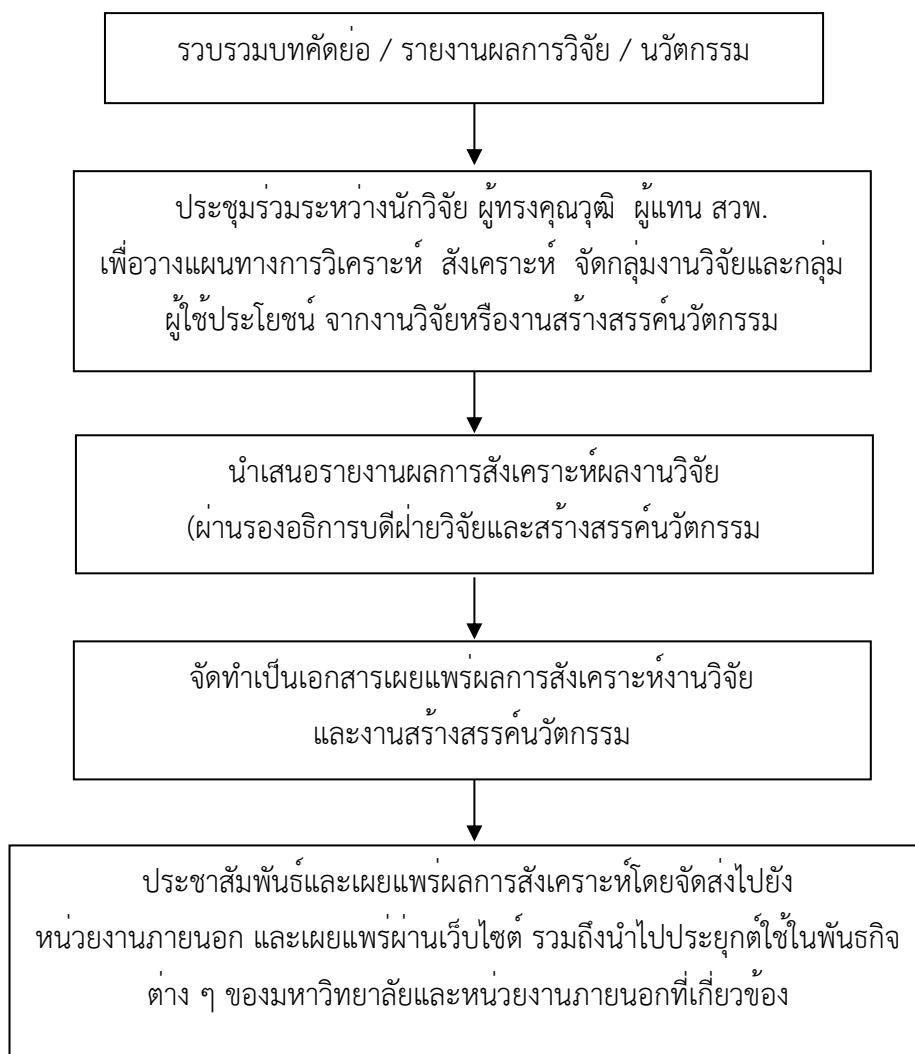 รวบรวมบทคัดย่อ / รายงานผลการวิจัย / นวัตกรรม
ประชุมร่วมระหว่างนักวิจัย ผู้ทรงคุณวุฒิ ผู้แทน สวพ.
เพื่อวางแผนทางการวิเคราะห์ สังเคราะห์ จัดกลุ่มงานวิจัยและกลุ่ม
ผู้ใช้ประโยชน์ จากงานวิจัยหรืองานสร้างสรรค์นวัตกรรม
นำเสนอรายงานผลการสังเคราะห์ผลงานวิจัย
(ผ่านรองอธิการบดีฝ่ายวิจัยและสร้างสรรค์นวัตกรรม
จัดทำเป็นเอกสารเผยแพร่ผลการสังเคราะห์งานวิจัย
และงานสร้างสรรค์นวัตกรรม
ประชาสัมพันธ์และเผยแพร่ผลการสังเคราะห์โดยจัดส่งไปยัง
หน่วยงานภายนอก และเผยแพร่ผ่านเว็บไซต์ รวมถึงนำไปประยุกต์ใช้ในพันธกิจ
ต่าง ๆ ของมหาวิทยาลัยและหน่วยงานภายนอกที่เกี่ยวข้อง